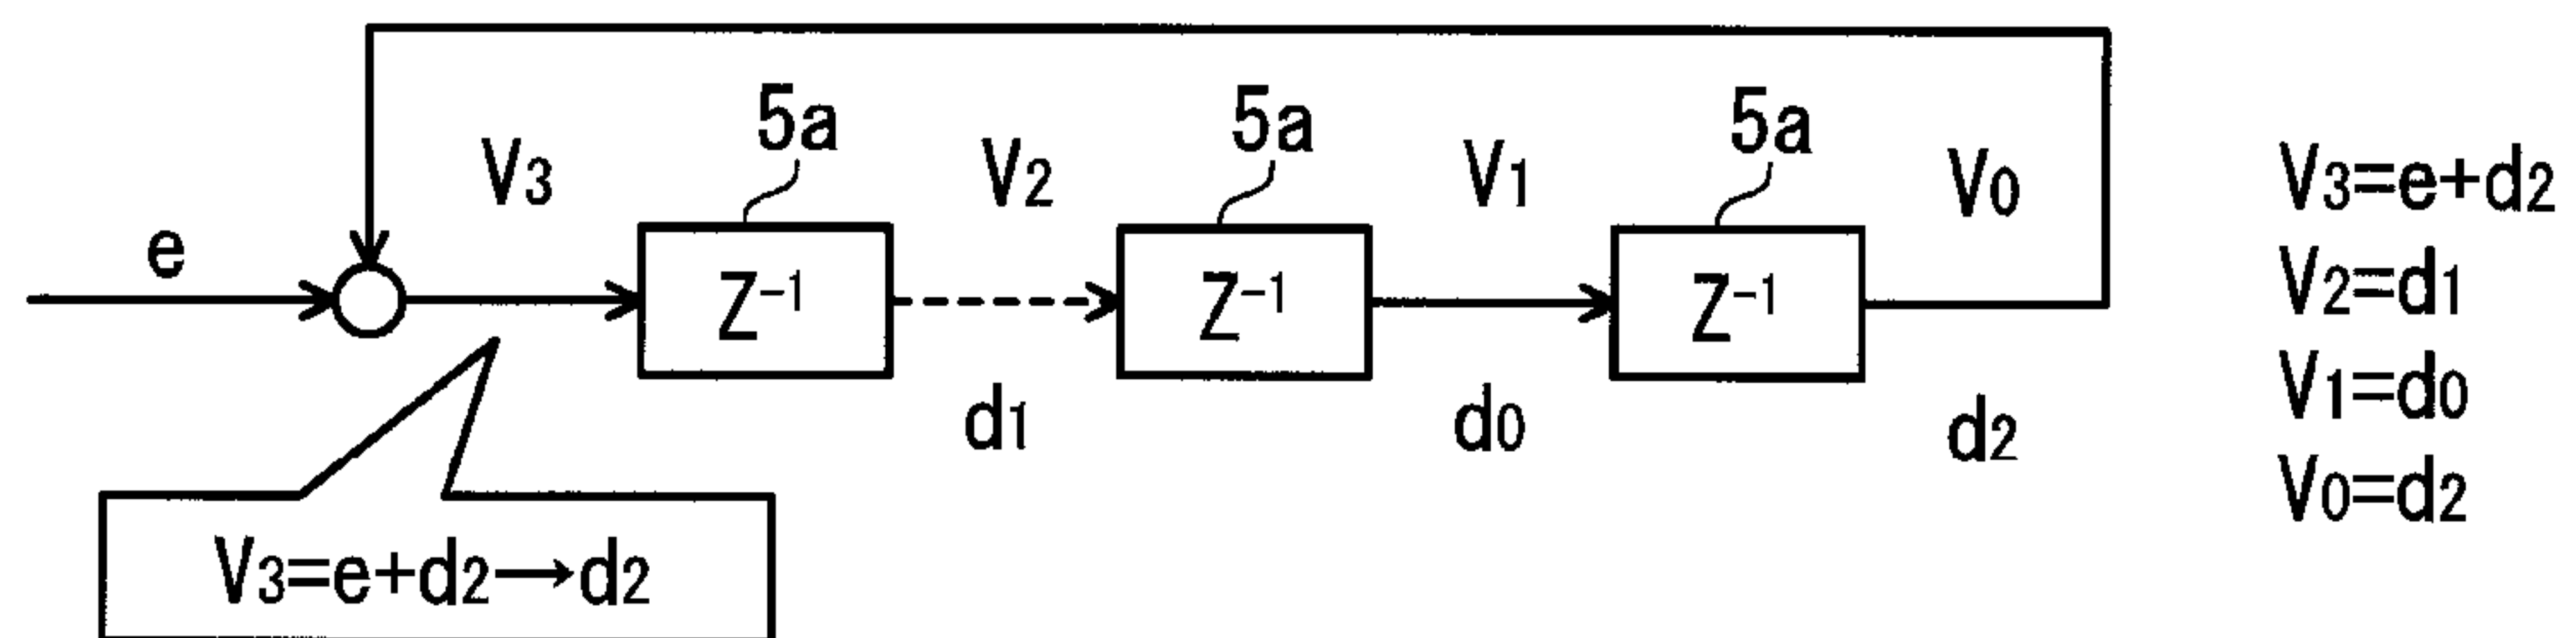 5a 5a 5a
V3 V2 V1 V0
e
Z⁻¹ Z⁻¹ Z⁻¹
d1 d0 d2
V3=e+d2→d2
V3=e+d2
V2=d1
V1=d0
V0=d2